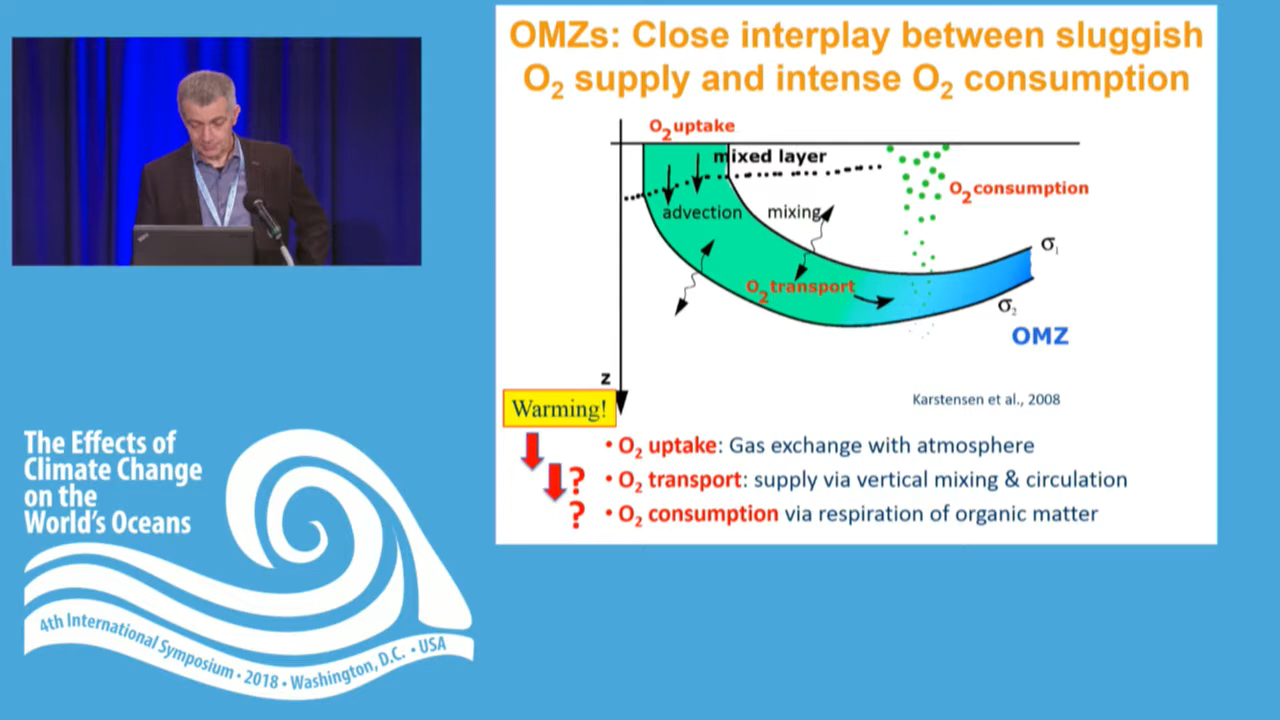 OMZs: Close interplay between sluggish
O₂ supply and intense O₂ consumption
O₂ uptake
mixed layer
O₂ consumption
advection
mixing
σ₁
O₂ transport
σ₂
OMZ
z
Karstensen et al., 2008
Warming!
• O₂ uptake: Gas exchange with atmosphere
? • O₂ transport: supply via vertical mixing & circulation
? • O₂ consumption via respiration of organic matter
The Effects of
Climate Change
on the
World's Oceans
4th International Symposium • 2018 • Washington, D.C. • USA